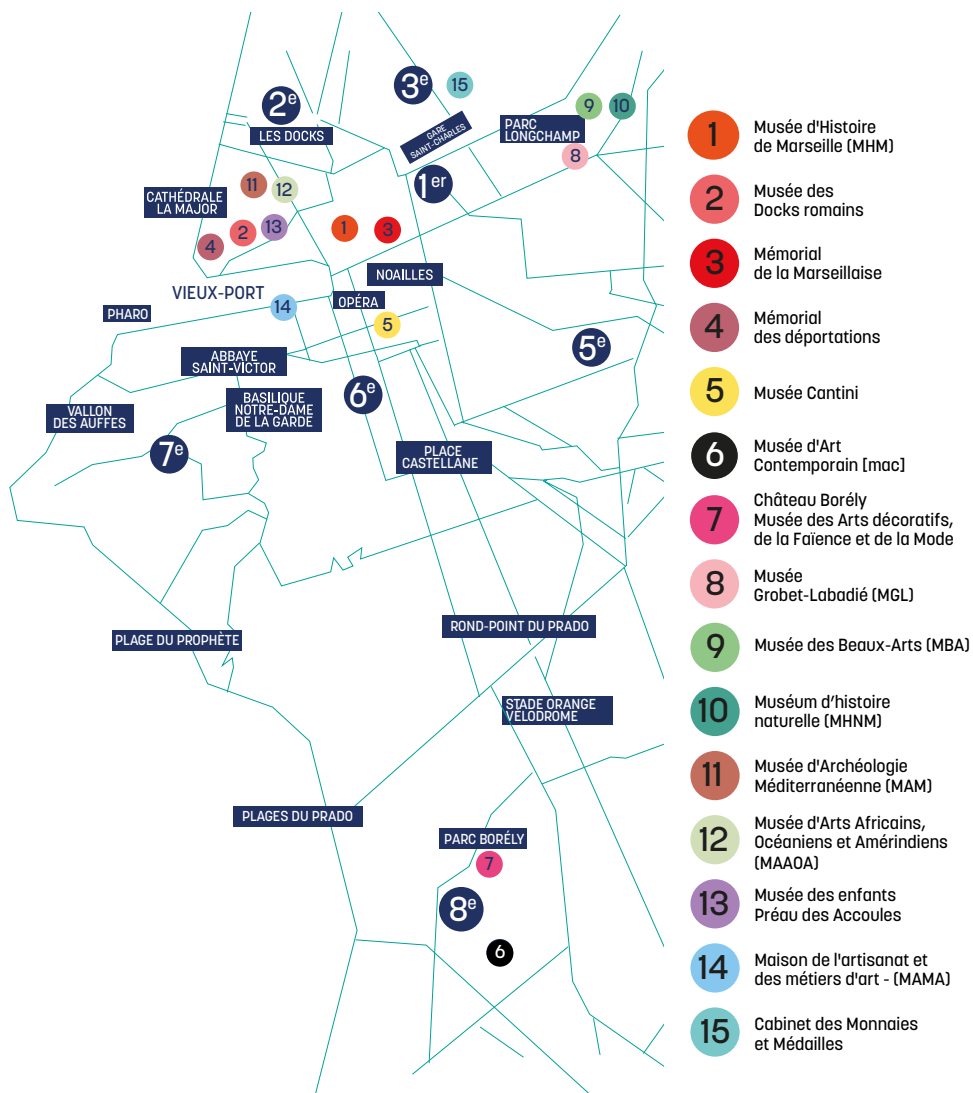 2e
3e
15
9
10
LES DOCKS
GARE
SAINT-CHARLES
PARC
LONGCHAMP
8
1er
11
12
CATHÉDRALE
LA MAJOR
13
2
4
1
3
NOAILLES
VIEUX-PORT
OPÉRA
14
PHARO
5
5e
ABBAYE
SAINT-VICTOR
6e
BASILIQUE
NOTRE-DAME
DE LA GARDE
VALLON
DES AUFFES
7e
PLACE
CASTELLANE
PLAGE DU PROPHÈTE
ROND-POINT DU PRADO
STADE ORANGE
VÉLODROME
PLAGES DU PRADO
PARC BORÉLY
7
8e
6
1
Musée d'Histoire
de Marseille (MHM)
2
Musée des
Docks romains
3
Mémorial
de la Marseillaise
4
Mémorial
des déportations
5
Musée Cantini
6
Musée d'Art
Contemporain [mac]
7
Château Borély
Musée des Arts décoratifs,
de la Faïence et de la Mode
8
Musée
Grobet-Labadié (MGL)
9
Musée des Beaux-Arts (MBA)
10
Muséum d’histoire
naturelle (MHNM)
11
Musée d'Archéologie
Méditerranéenne (MAM)
12
Musée d'Arts Africains,
Océaniens et Amérindiens
(MAAOA)
13
Musée des enfants
Préau des Accoules
14
Maison de l'artisanat et
des métiers d'art - (MAMA)
15
Cabinet des Monnaies
et Médailles